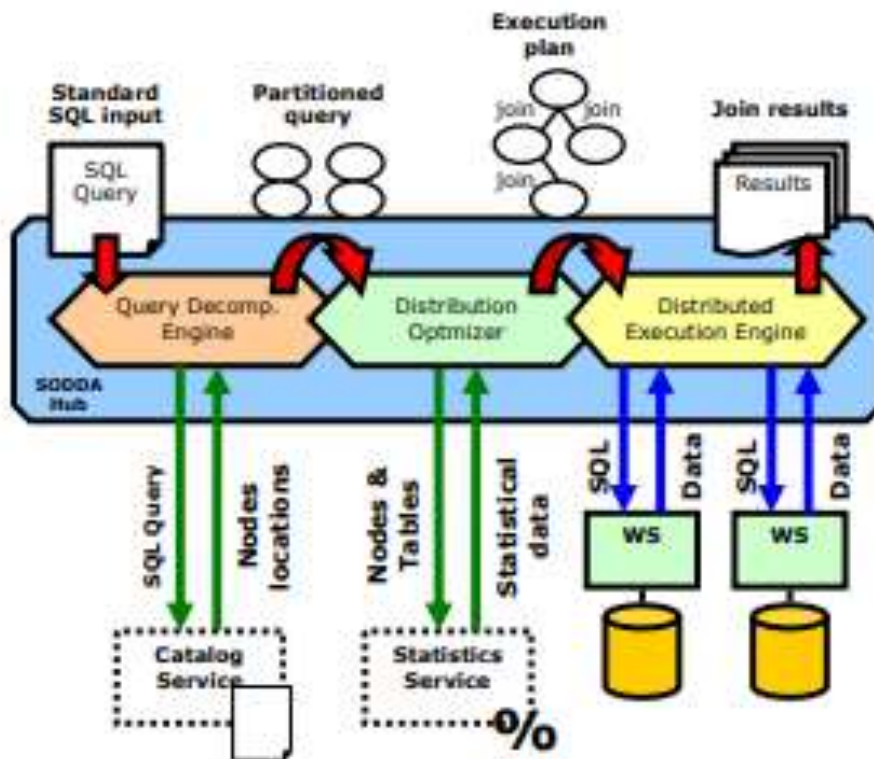 Execution
plan
Standard
SQL input
Partitioned
query
Join results
join
join
join
SQL
Query
Results
Query Decomp.
Engine
Distribution
Optmizer
Distributed
Execution Engine
SODDA
Hub
SQL Query
Nodes
locations
Nodes &
Tables
Statistical
data
SQL
Data
SQL
Data
WS
WS
Catalog
Service
Statistics
Service
%